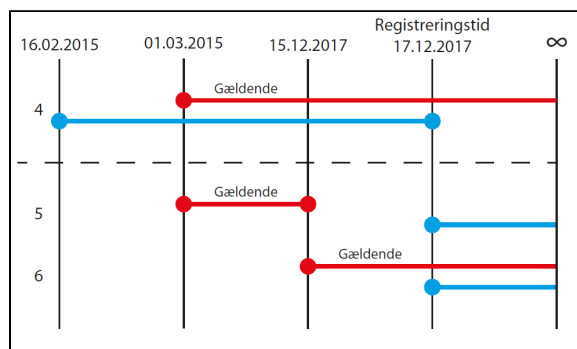 Registreringstid
16.02.2015 01.03.2015 15.12.2017 17.12.2017 ∞
Gældende
4
Gældende
5
Gældende
6